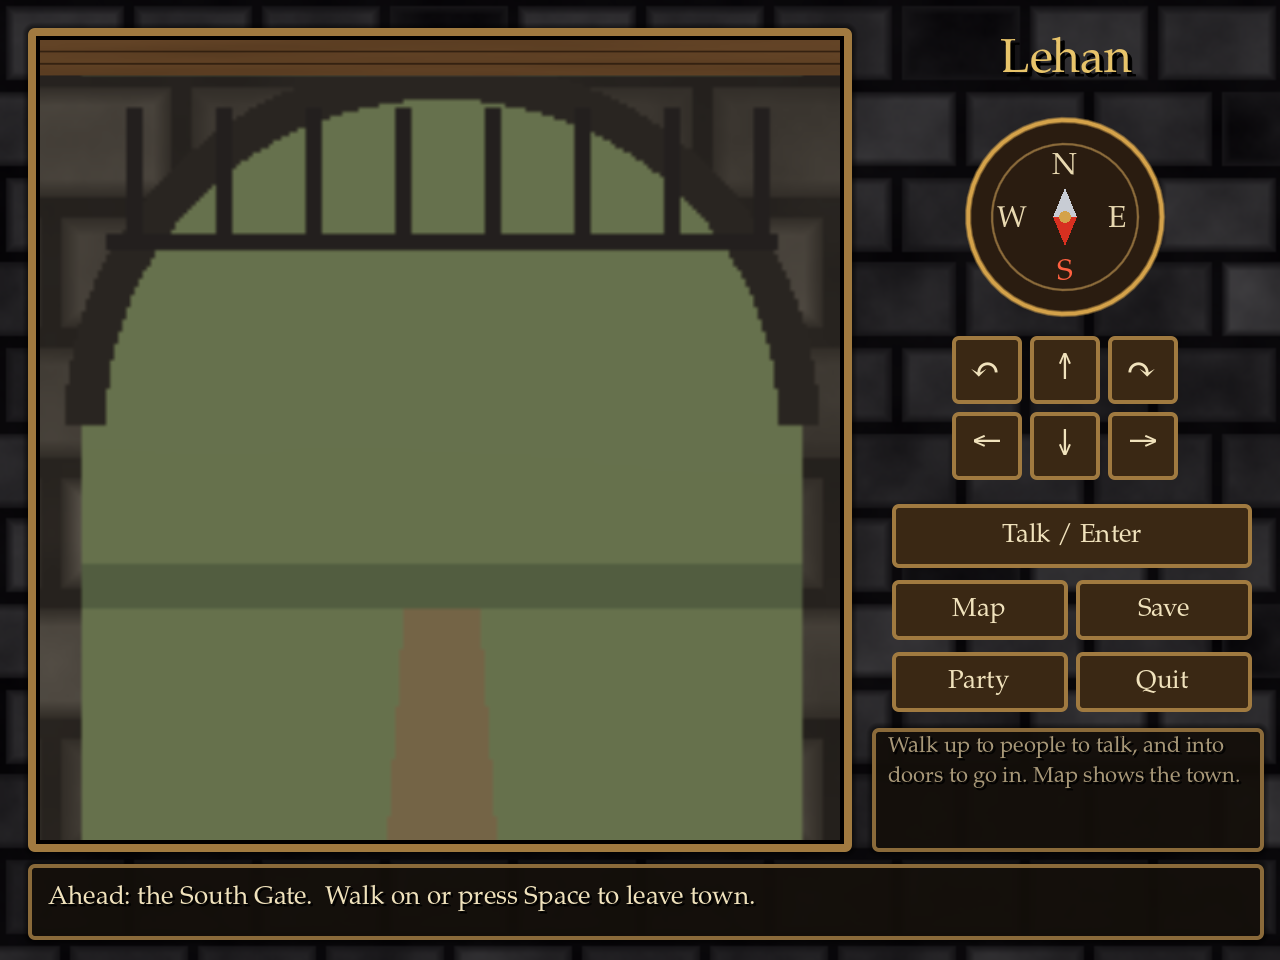 Lehan
N
W E
S
Talk / Enter
Map Save
Party Quit
Walk up to people to talk, and into
doors to go in. Map shows the town.
Ahead: the South Gate.  Walk on or press Space to leave town.